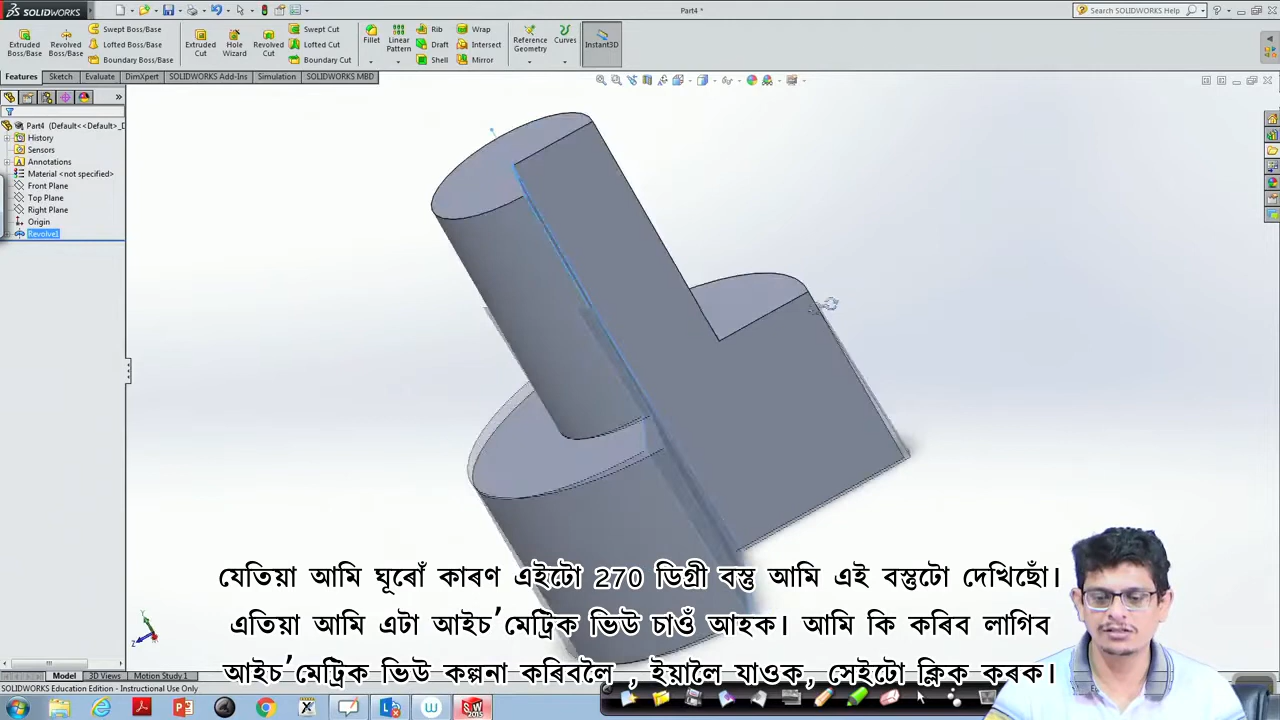 SOLIDWORKS
Part4 *
Search SOLIDWORKS Help
Extruded Boss/Base
Revolved Boss/Base
Swept Boss/Base
Lofted Boss/Base
Boundary Boss/Base
Extruded Cut
Hole Wizard
Revolved Cut
Swept Cut
Lofted Cut
Boundary Cut
Fillet
Linear Pattern
Rib
Draft
Shell
Wrap
Intersect
Mirror
Reference Geometry
Curves
Instant3D
Features
Sketch
Evaluate
DimXpert
SOLIDWORKS Add-Ins
Simulation
SOLIDWORKS MBD
Part4 (Default<<Default>_D
History
Sensors
Annotations
Material <not specified>
Front Plane
Top Plane
Right Plane
Origin
Revolve1
যেতিয়া আমি ঘূৰোঁ কাৰণ এইটো 270 ডিগ্ৰী বস্তু আমি এই বস্তুটো দেখিছোঁ।
এতিয়া আমি এটা আইচ'মেট্ৰিক ভিউ চাওঁ আহক। আমি কি কৰিব লাগিব
আইচ'মেট্ৰিক ভিউ কল্পনা কৰিবলৈ , ইয়ালৈ যাওক, সেইটো ক্লিক কৰক।
Model
3D Views
Motion Study 1
SOLIDWORKS Education Edition - Instructional Use Only